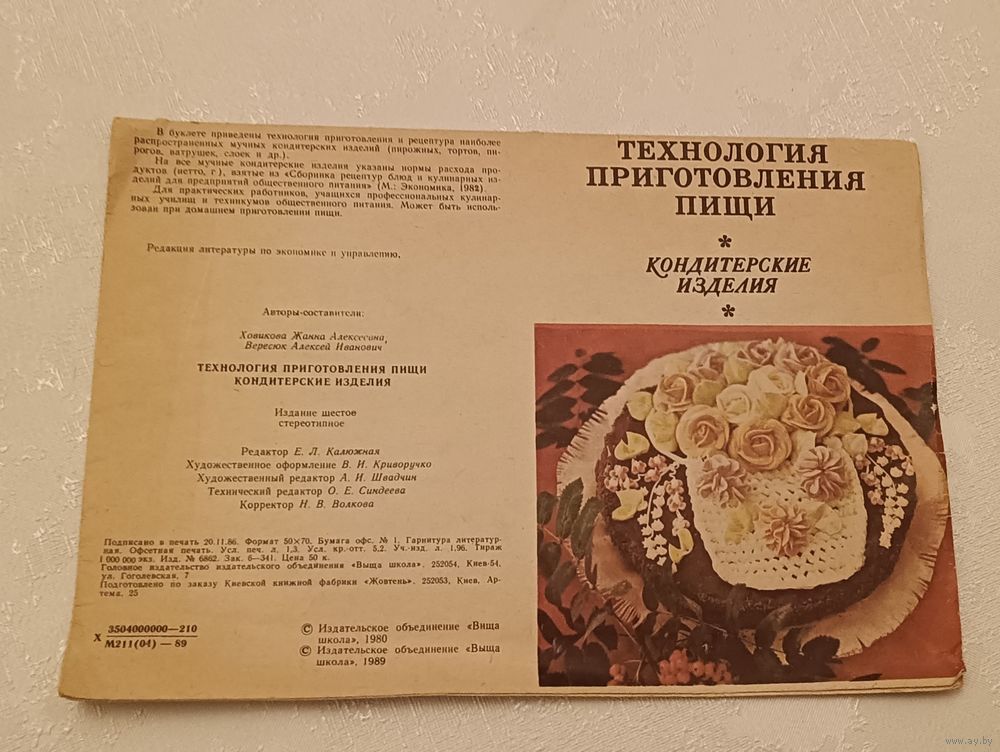 В буклете приведены технология приготовления и рецептура наиболее
распространенных мучных кондитерских изделий (пирожных, тортов, пи-
рогов, ватрушек, слоек и др.).
На все мучные кондитерские изделия указаны нормы расхода про-
дуктов (нетто, г), взятые из «Сборника рецептур блюд и кулинарных из-
делий для предприятий общественного питания» (М.: Экономика, 1982).
Для практических работников, учащихся профессиональных кулинар-
ных училищ и техникумов общественного питания. Может быть исполь-
зован при домашнем приготовлении пищи.
Редакция литературы по экономике и управлению.
Авторы-составители:
Ховикова Жанна Алексеевна,
Вересюк Алексей Иванович
ТЕХНОЛОГИЯ ПРИГОТОВЛЕНИЯ ПИЩИ
КОНДИТЕРСКИЕ ИЗДЕЛИЯ
Издание шестое
стереотипное
Редактор Е. Л. Калюжная
Художественное оформление В. И. Криворучко
Художественный редактор А. И. Швадчин
Технический редактор О. Е. Синдеева
Корректор Н. В. Волкова
Подписано в печать 20.11.86. Формат 50×70. Бумага офс. № 1. Гарнитура литератур-
ная. Офсетная печать. Усл. печ. л. 1,3. Усл. кр.-отт. 5,2. Уч.-изд. л. 1.96. Тираж
1 000 000 экз. Изд. № 6862. Зак. 6—341. Цена 50 к.
Головное издательство издательского объединения «Выща школа». 252054, Киев-54,
ул. Гоголевская, 7
Подготовлено по заказу Киевской книжной фабрики «Жовтень». 252053, Киев, Ар-
тема, 25
Х 3504000000—210
М211(04) — 89
© Издательское объединение «Вища
школа», 1980
© Издательское объединение «Выща
школа», 1989
ТЕХНОЛОГИЯ
ПРИГОТОВЛЕНИЯ
ПИЩИ
*
КОНДИТЕРСКИЕ
ИЗДЕЛИЯ
*
www.ay.by